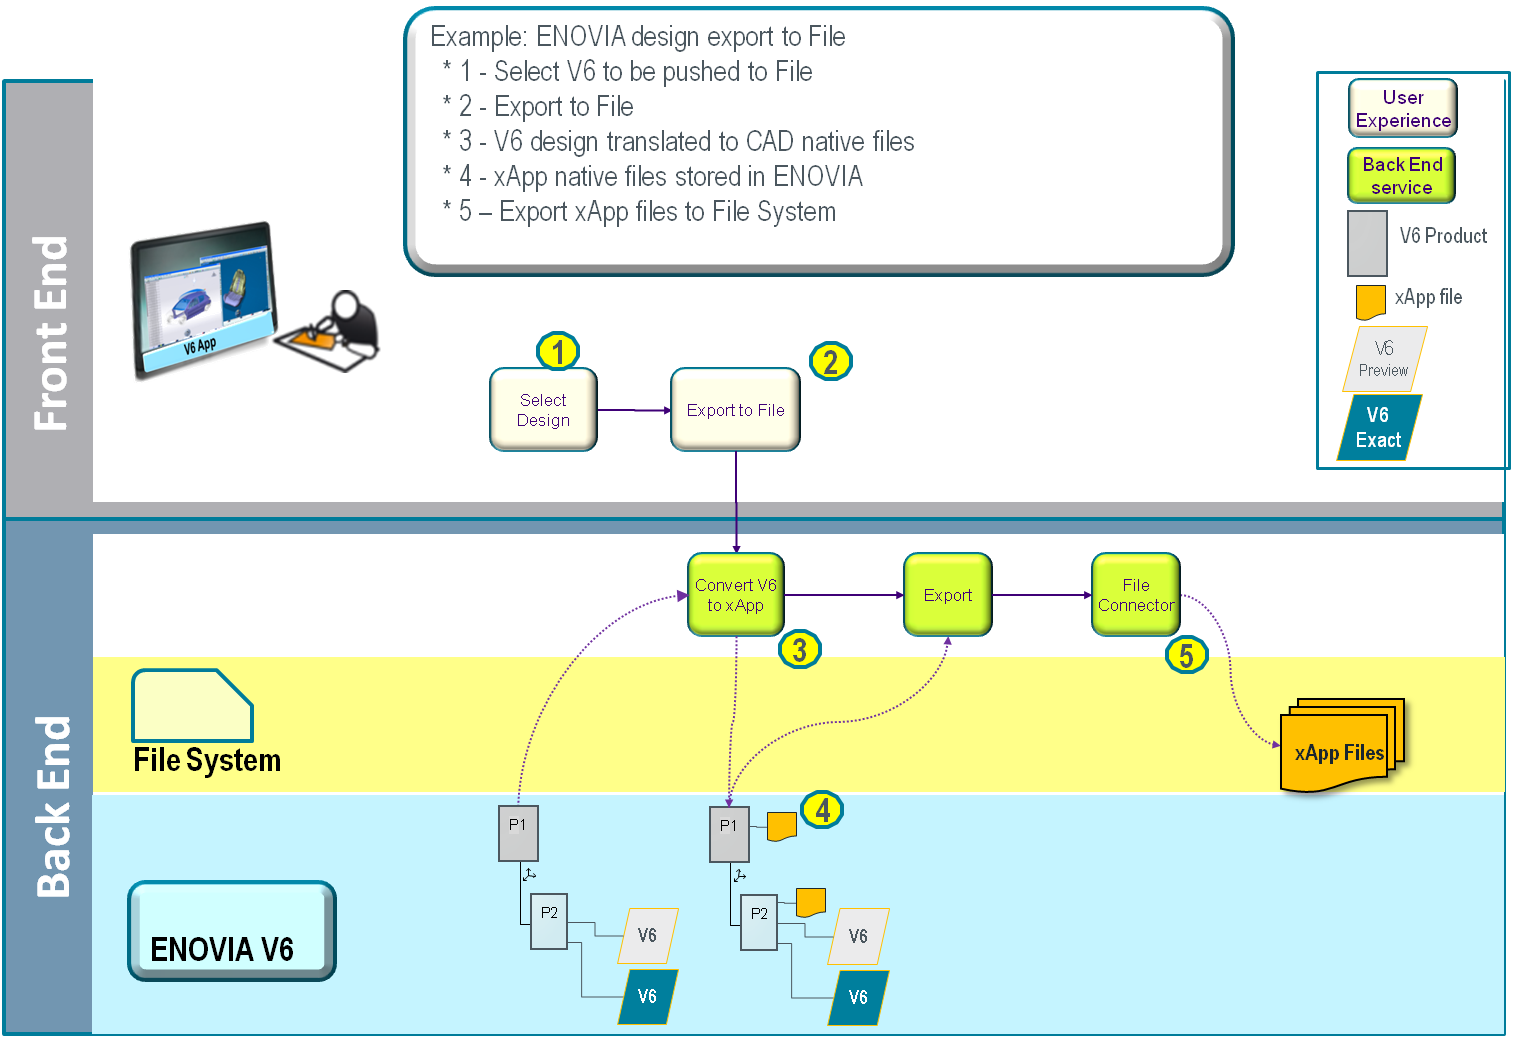 Example: ENOVIA design export to File
* 1 - Select V6 to be pushed to File
* 2 - Export to File
* 3 - V6 design translated to CAD native files
* 4 - xApp native files stored in ENOVIA
* 5 – Export xApp files to File System
User
Experience
Back End
service
V6 Product
xApp file
V6
Preview
V6
Exact
Front End
V6 App
1
2
Select
Design
Export to File
Back End
Convert V6
to xApp
Export
File
Connector
3
5
File System
xApp Files
ENOVIA V6
P1
P2
V6
V6
P1
4
P2
V6
V6